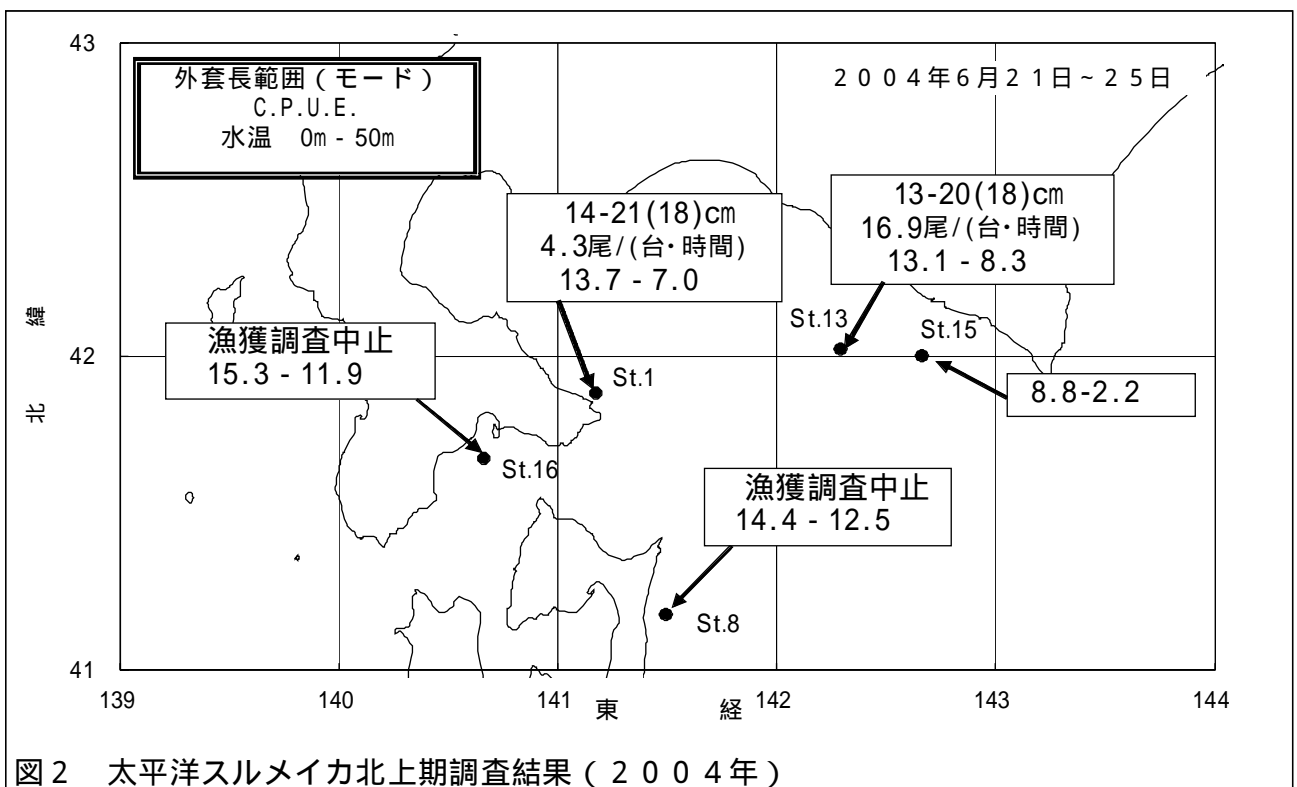 43
外套長範囲(モード)
C.P.U.E.
水温 0m - 50m
2004年6月21日~25日
14-21(18)cm
4.3尾/(台・時間)
13.7 - 7.0
13-20(18)cm
16.9尾/(台・時間)
13.1 - 8.3
北緯
漁獲調査中止
15.3 - 11.9
42
St.13
St.15
St.1
8.8-2.2
St.16
漁獲調査中止
14.4 - 12.5
St.8
41
139
140
141
142
143
144
東経
図2 太平洋スルメイカ北上期調査結果(2004年)